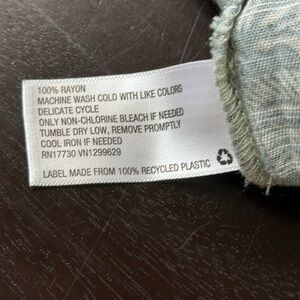 100% RAYON
MACHINE WASH COLD WITH LIKE COLORS
DELICATE CYCLE
ONLY NON-CHLORINE BLEACH IF NEEDED
TUMBLE DRY LOW, REMOVE PROMPTLY
COOL IRON IF NEEDED
RN17730 VN1299629
LABEL MADE FROM 100% RECYCLED PLASTIC